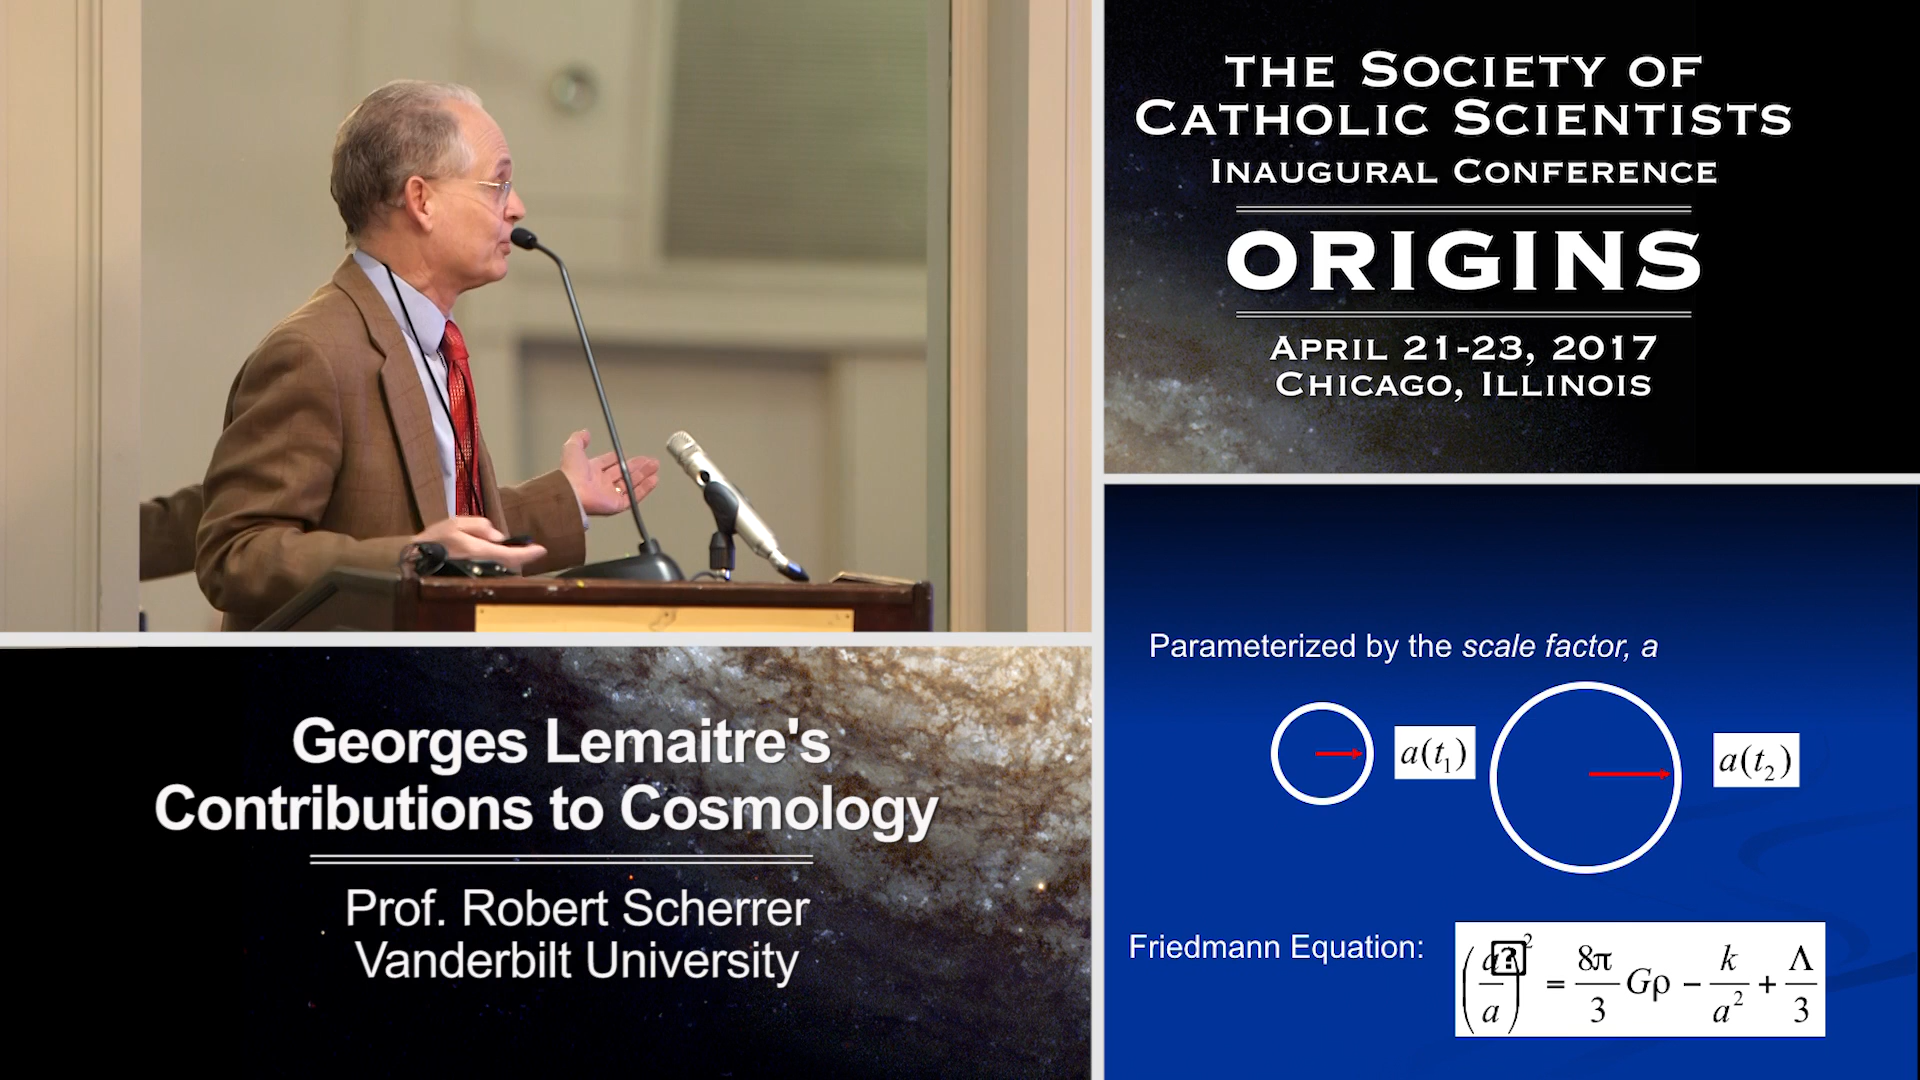 THE SOCIETY OF
CATHOLIC SCIENTISTS
INAUGURAL CONFERENCE
ORIGINS
APRIL 21-23, 2017
CHICAGO, ILLINOIS
Georges Lemaitre's
Contributions to Cosmology
Prof. Robert Scherrer
Vanderbilt University
Parameterized by the scale factor, a
a(t₁)
a(t₂)
Friedmann Equation:
(a/a)² = 8π/3 Gρ − k/a² + Λ/3